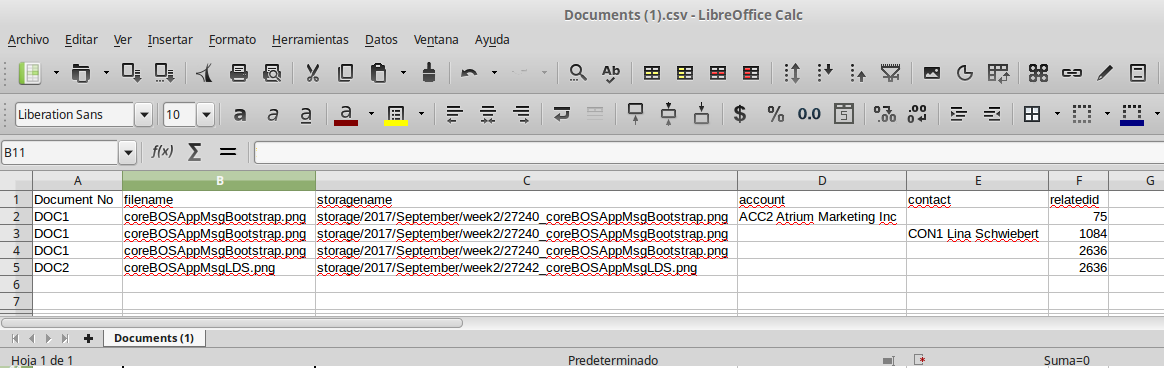 Documents (1).csv - LibreOffice Calc
Archivo Editar Ver Insertar Formato Herramientas Datos Ventana Ayuda
Liberation Sans 10 $ % 0.0
B11 f(x) Σ =
A B C D E F G
1 Document No filename storagename account contact relatedid
2 DOC1 coreBOSAppMsgBootstrap.png storage/2017/September/week2/27240_coreBOSAppMsgBootstrap.png ACC2 Atrium Marketing Inc 75
3 DOC1 coreBOSAppMsgBootstrap.png storage/2017/September/week2/27240_coreBOSAppMsgBootstrap.png CON1 Lina Schwiebert 1084
4 DOC1 coreBOSAppMsgBootstrap.png storage/2017/September/week2/27240_coreBOSAppMsgBootstrap.png 2636
5 DOC2 coreBOSAppMsgLDS.png storage/2017/September/week2/27242_coreBOSAppMsgLDS.png 2636
6
7
Documents (1)
Hoja 1 de 1 Predeterminado Suma=0